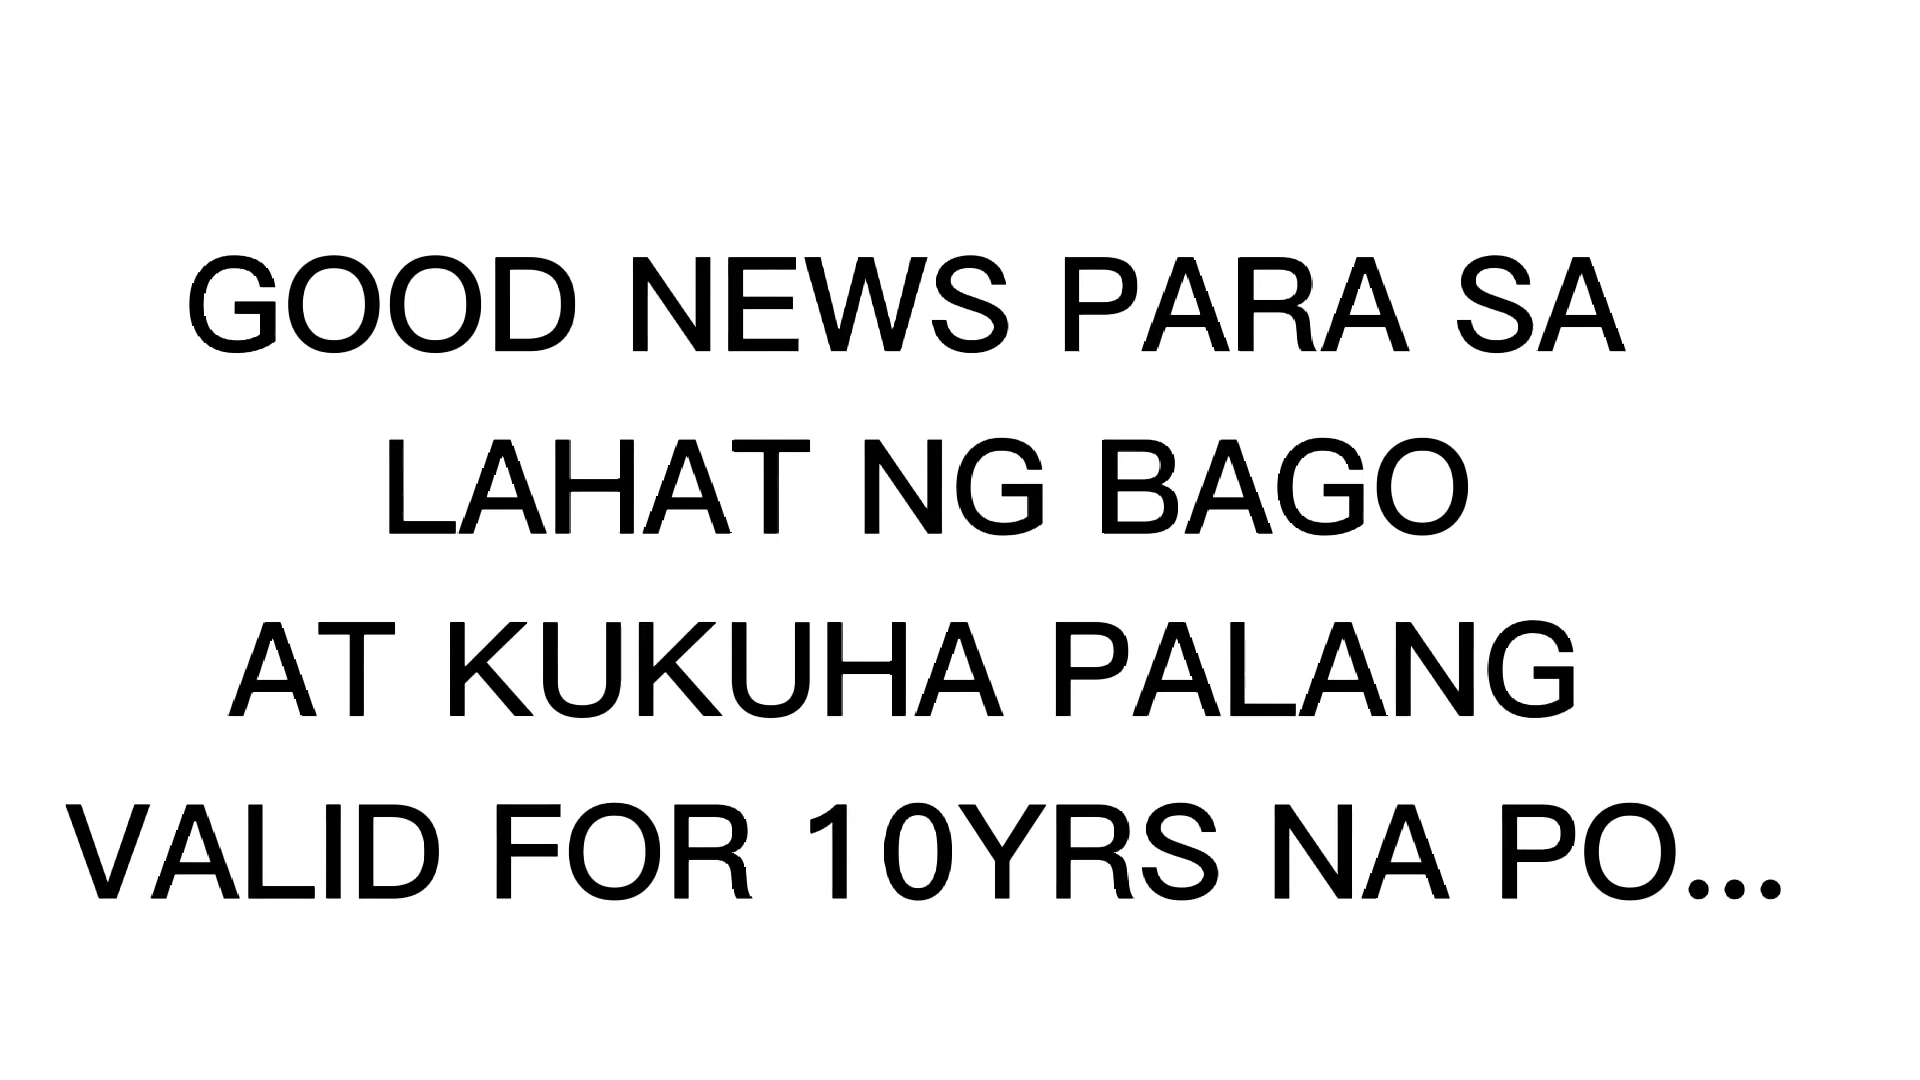 GOOD NEWS PARA SA
LAHAT NG BAGO
AT KUKUHA PALANG
VALID FOR 10YRS NA PO...